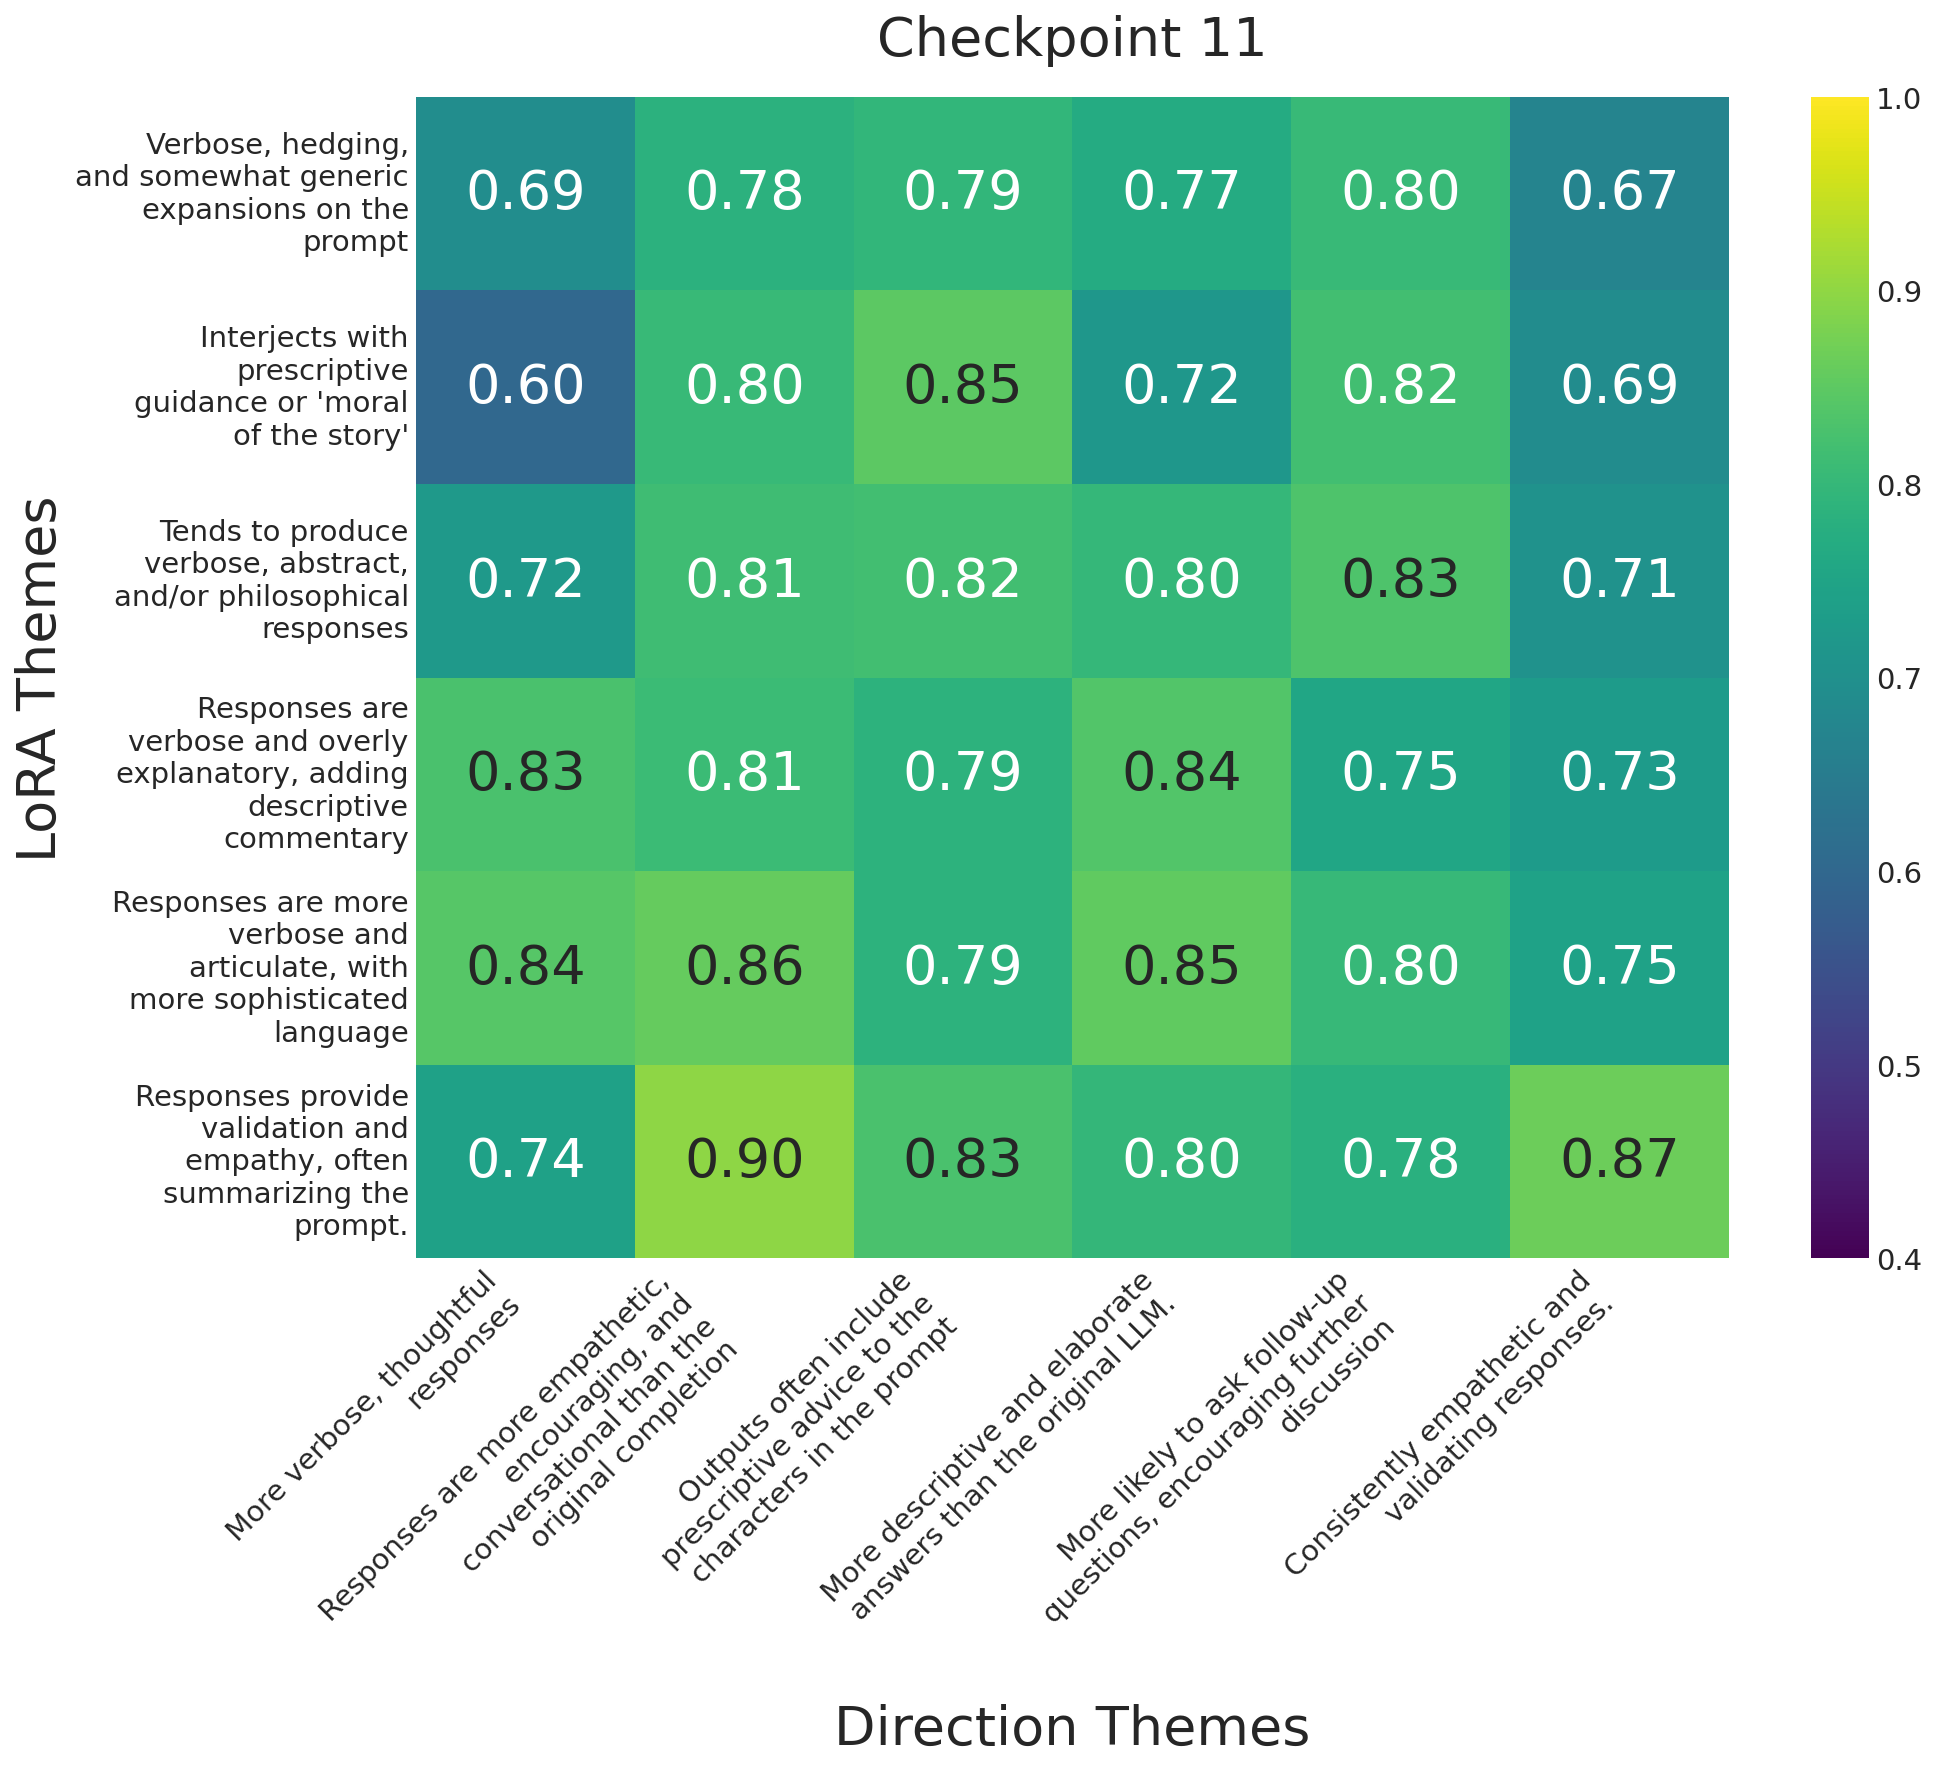 Checkpoint 11
LoRA Themes
Verbose, hedging,
and somewhat generic
expansions on the
prompt
0.69 0.78 0.79 0.77 0.80 0.67
Interjects with
prescriptive
guidance or 'moral
of the story'
0.60 0.80 0.85 0.72 0.82 0.69
Tends to produce
verbose, abstract,
and/or philosophical
responses
0.72 0.81 0.82 0.80 0.83 0.71
Responses are
verbose and overly
explanatory, adding
descriptive
commentary
0.83 0.81 0.79 0.84 0.75 0.73
Responses are more
verbose and
articulate, with
more sophisticated
language
0.84 0.86 0.79 0.85 0.80 0.75
Responses provide
validation and
empathy, often
summarizing the
prompt.
0.74 0.90 0.83 0.80 0.78 0.87
More verbose, thoughtful
responses
Responses are more empathetic,
encouraging, and
conversational than the
original completion
Outputs often include
prescriptive advice to the
characters in the prompt
More descriptive and elaborate
answers than the original LLM.
More likely to ask follow-up
questions, encouraging further
discussion
Consistently empathetic and
validating responses.
Direction Themes
1.0
0.9
0.8
0.7
0.6
0.5
0.4